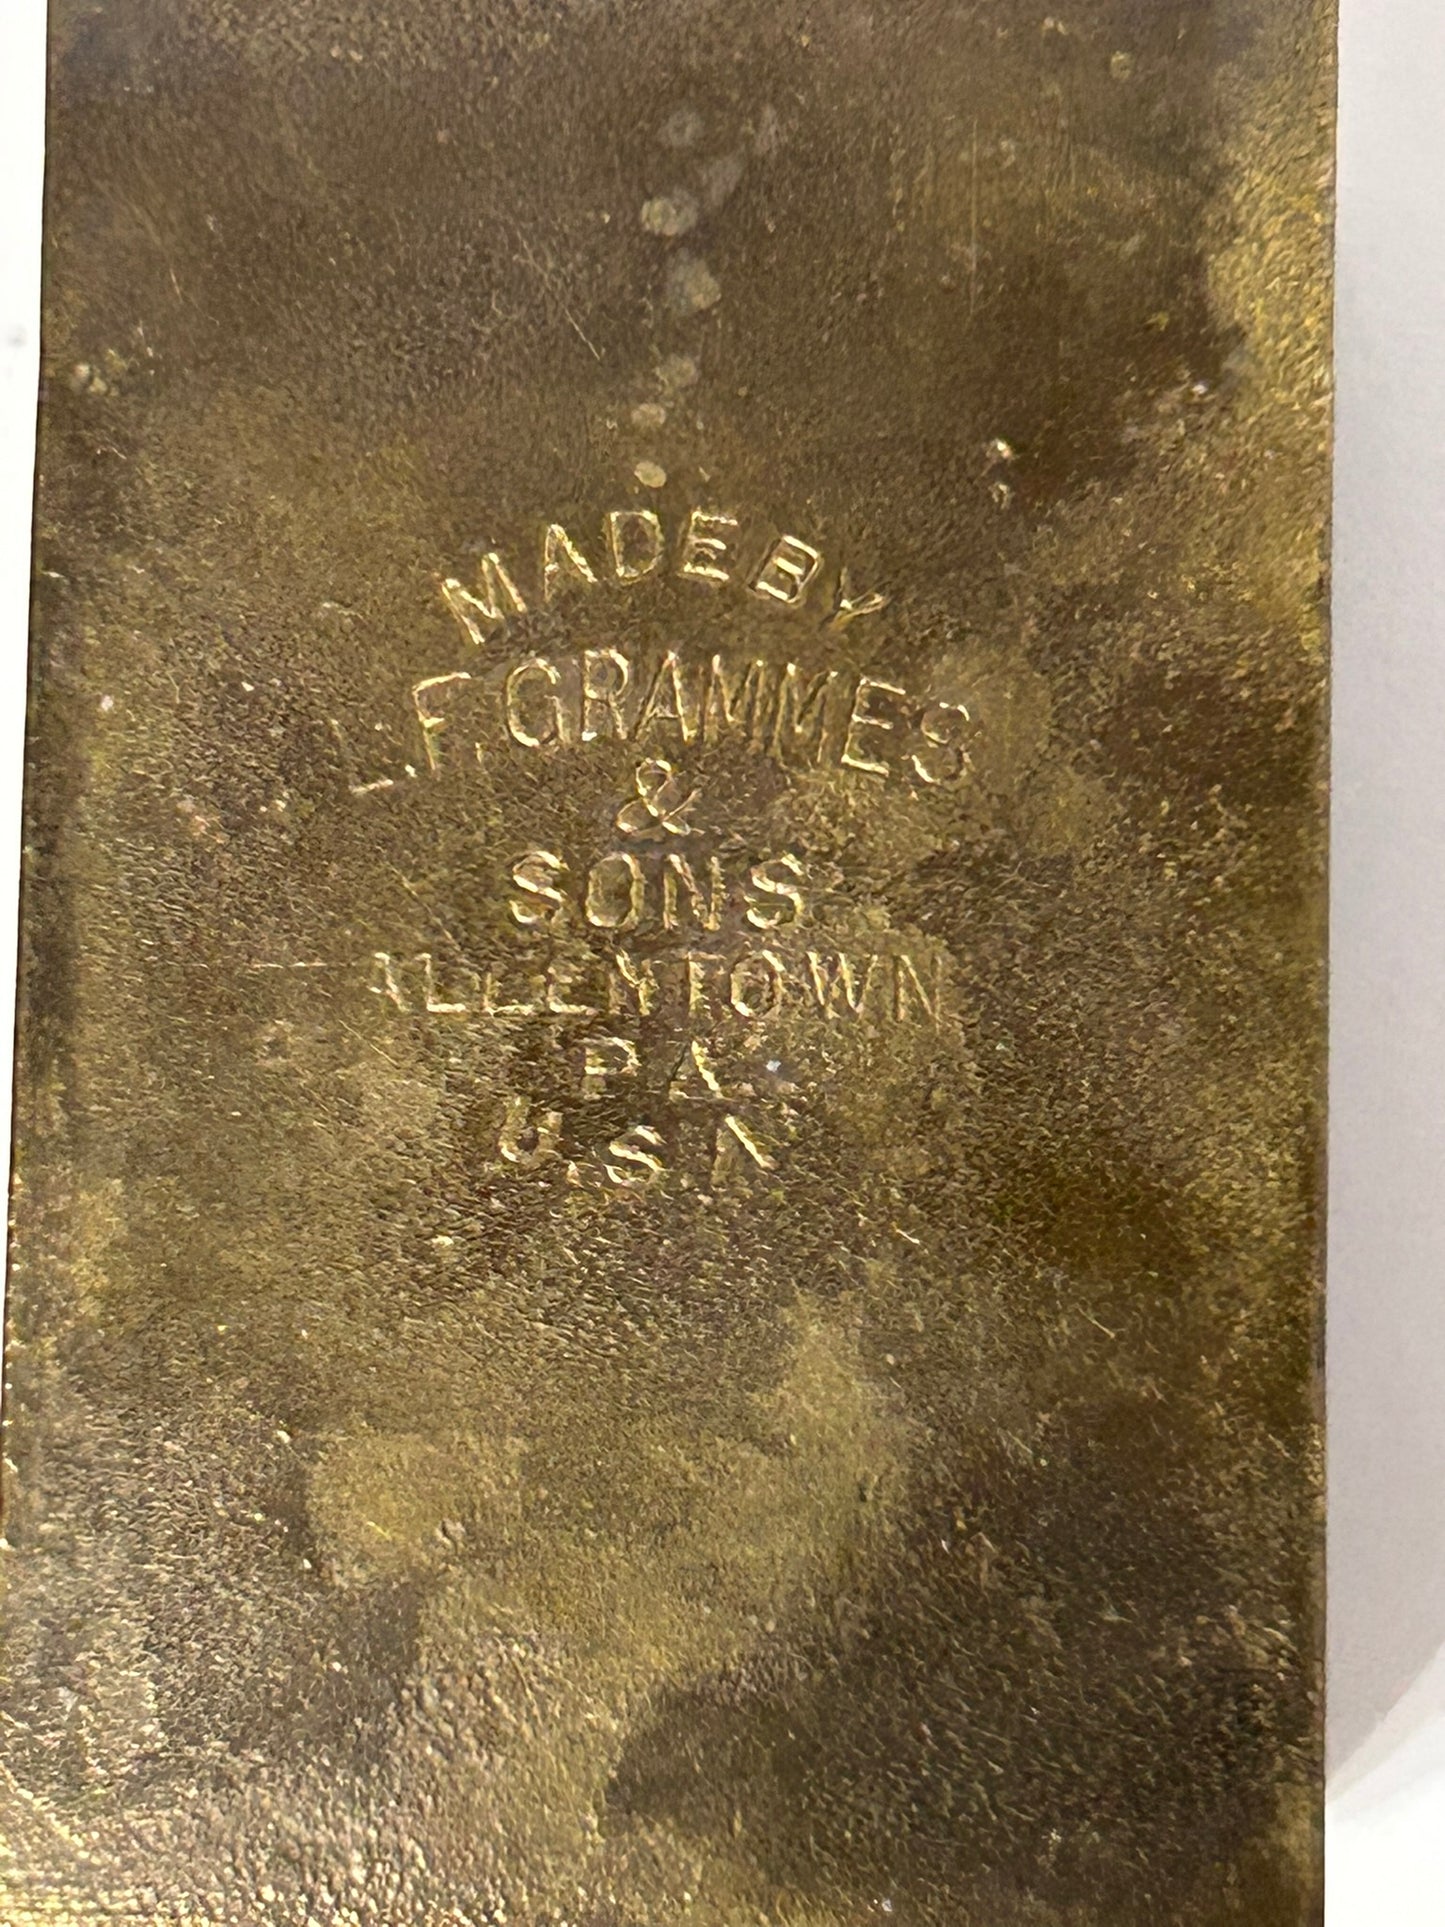 MADE BY
L.F. GRAMMES
&
SONS
ALLENTOWN
PA.
U.S.A